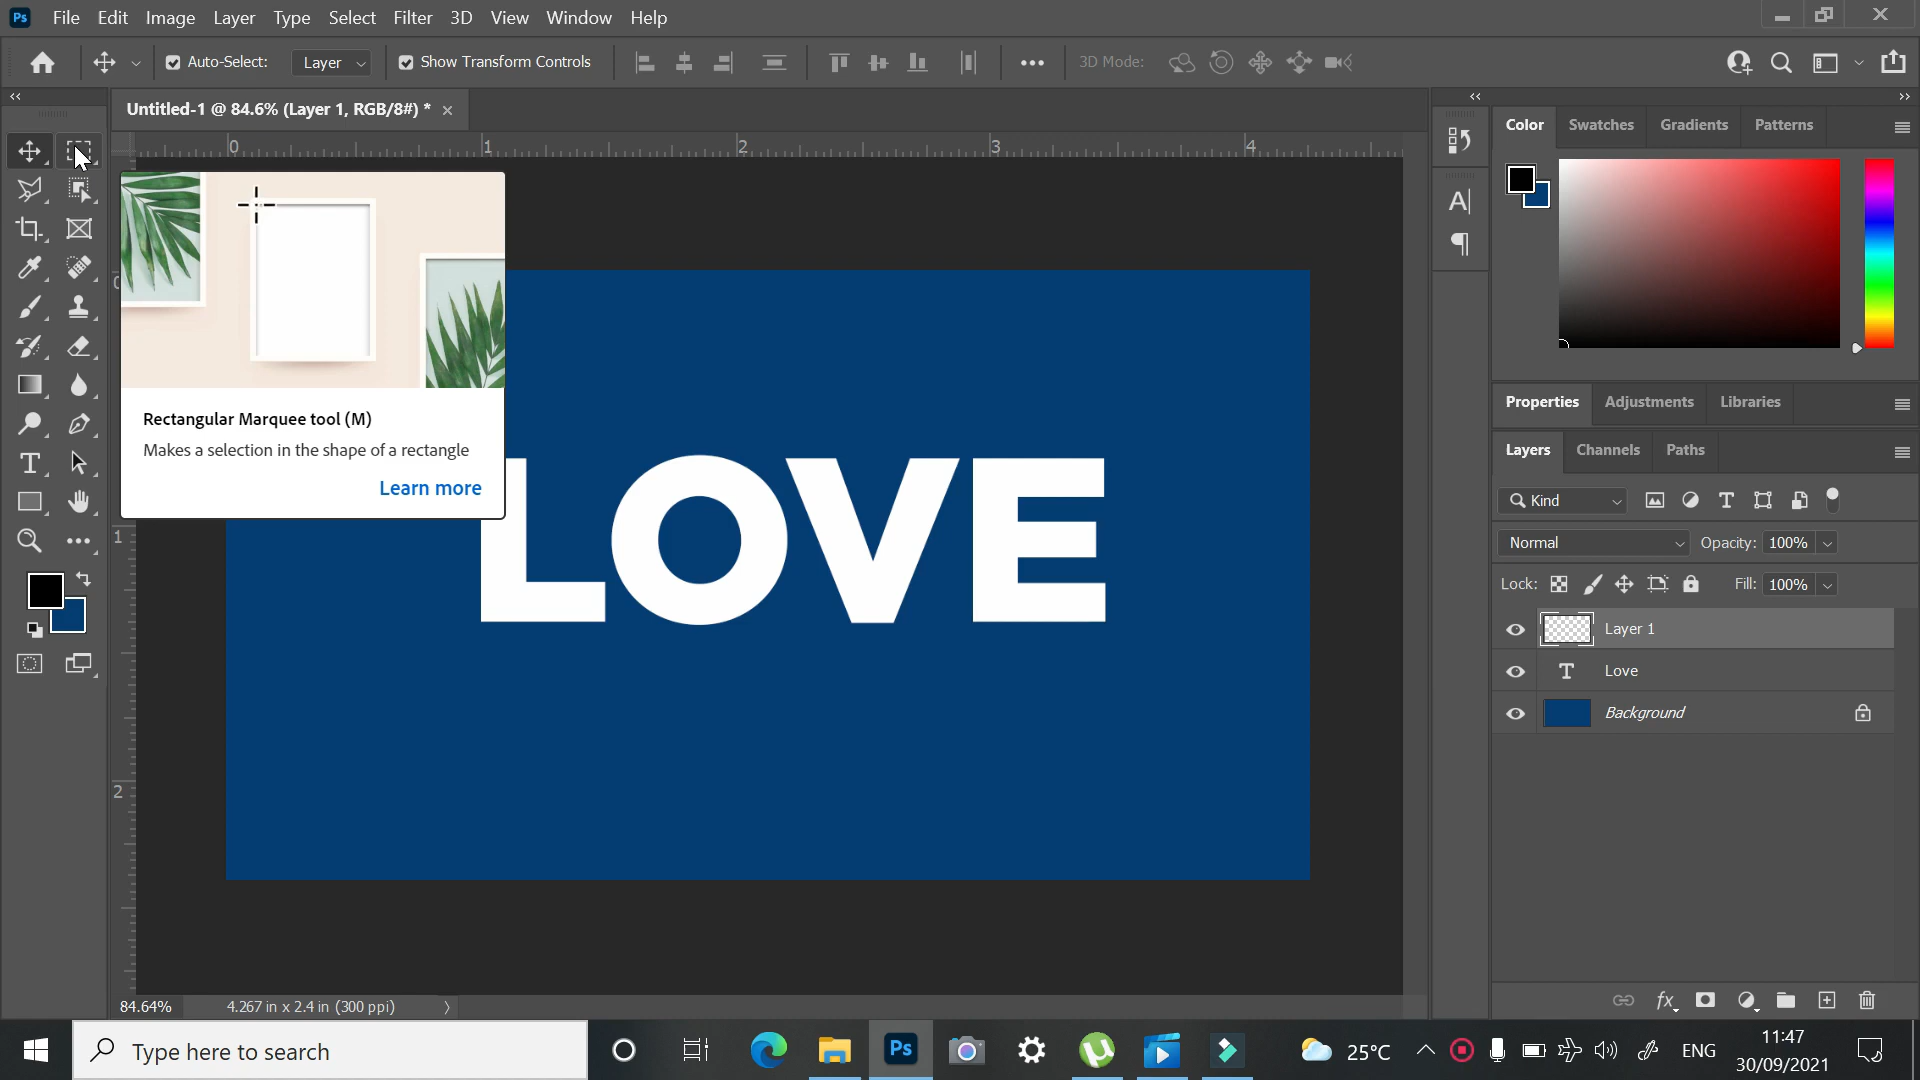 Ps File Edit Image Layer Type Select Filter 3D View Window Help
Auto-Select: Layer Show Transform Controls 3D Mode:
Untitled-1 @ 84.6% (Layer 1, RGB/8#) *
0 1 2 3 4
0
1
2
Rectangular Marquee tool (M)
Makes a selection in the shape of a rectangle
Learn more
LOVE
Color Swatches Gradients Patterns
Properties Adjustments Libraries
Layers Channels Paths
Kind
Normal Opacity: 100%
Lock: Fill: 100%
Layer 1
Love
Background
fx
84.64% 4.267 in x 2.4 in (300 ppi)
Type here to search
Ps
25°C
ENG
11:47
30/09/2021